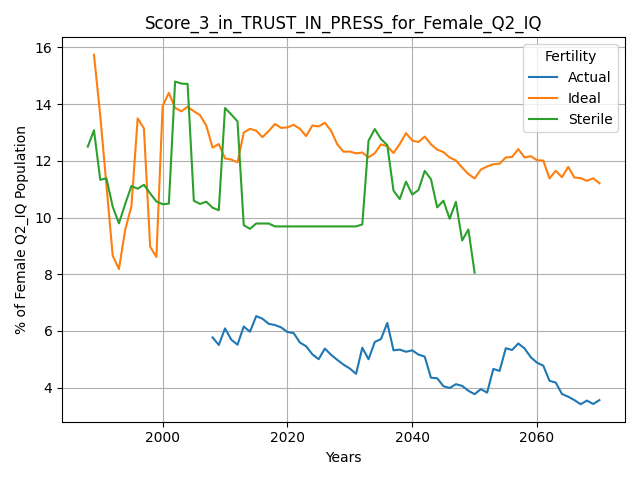 Score_3_in_TRUST_IN_PRESS_for_Female_Q2_IQ
Fertility
Actual
Ideal
Sterile
% of Female Q2_IQ Population
16
14
12
10
8
6
4
2000
2020
2040
2060
Years